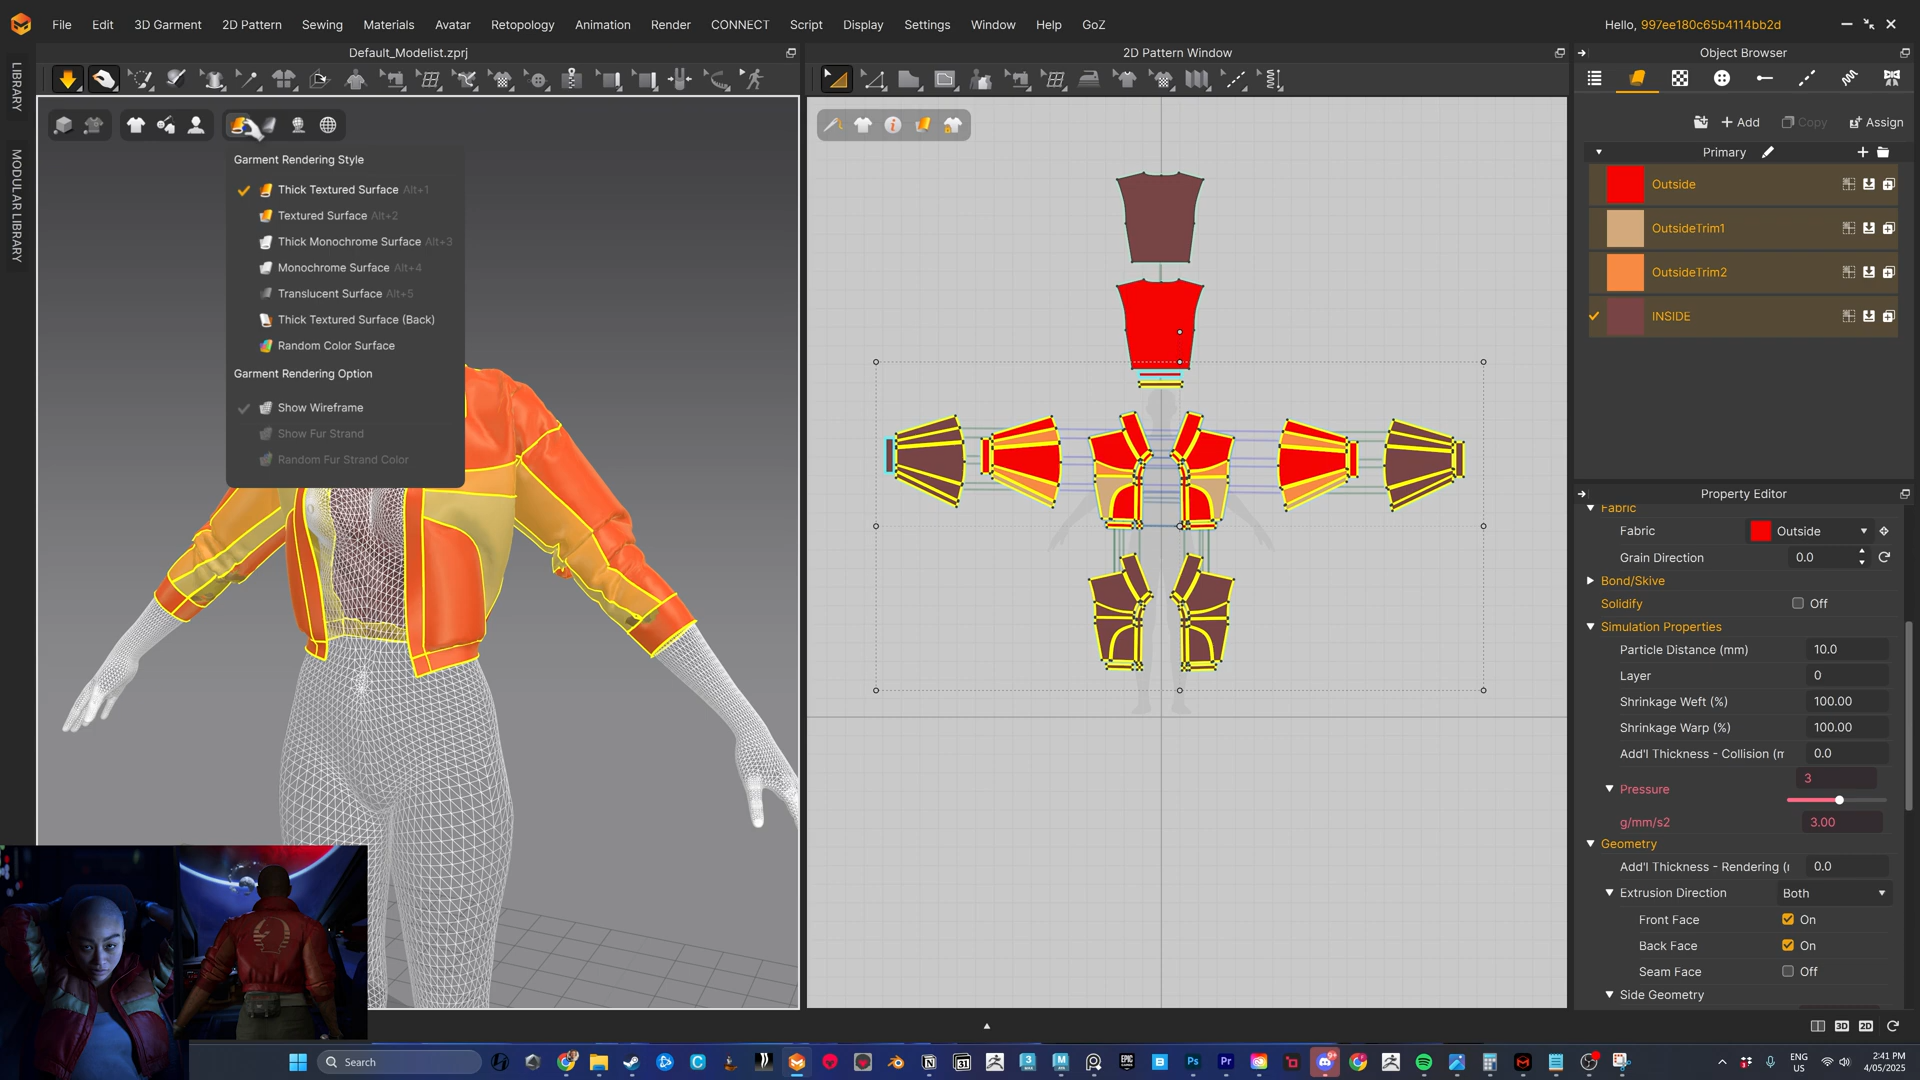 File Edit 3D Garment 2D Pattern Sewing Materials Avatar Retopology Animation Render CONNECT Script Display Settings Window Help GoZ
Hello, 997ee180c65b4114bb2d
Default_Modelist.zprj
2D Pattern Window
Object Browser
LIBRARY
MODULAR LIBRARY
Garment Rendering Style
Thick Textured Surface Alt+1
Textured Surface Alt+2
Thick Monochrome Surface Alt+3
Monochrome Surface Alt+4
Translucent Surface Alt+5
Thick Textured Surface (Back)
Random Color Surface
Garment Rendering Option
Show Wireframe
Show Fur Strand
Random Fur Strand Color
+ Add Copy Assign
Primary
Outside
OutsideTrim1
OutsideTrim2
INSIDE
Property Editor
Fabric
Fabric Outside
Grain Direction 0.0
Bond/Skive
Solidify Off
Simulation Properties
Particle Distance (mm) 10.0
Layer 0
Shrinkage Weft (%) 100.00
Shrinkage Warp (%) 100.00
Add'l Thickness - Collision (m 0.0
3
Pressure
g/mm/s2 3.00
Geometry
Add'l Thickness - Rendering (r 0.0
Extrusion Direction Both
Front Face On
Back Face On
Seam Face Off
Side Geometry
3D 2D
Search
ENG
US
2:41 PM
4/05/2025